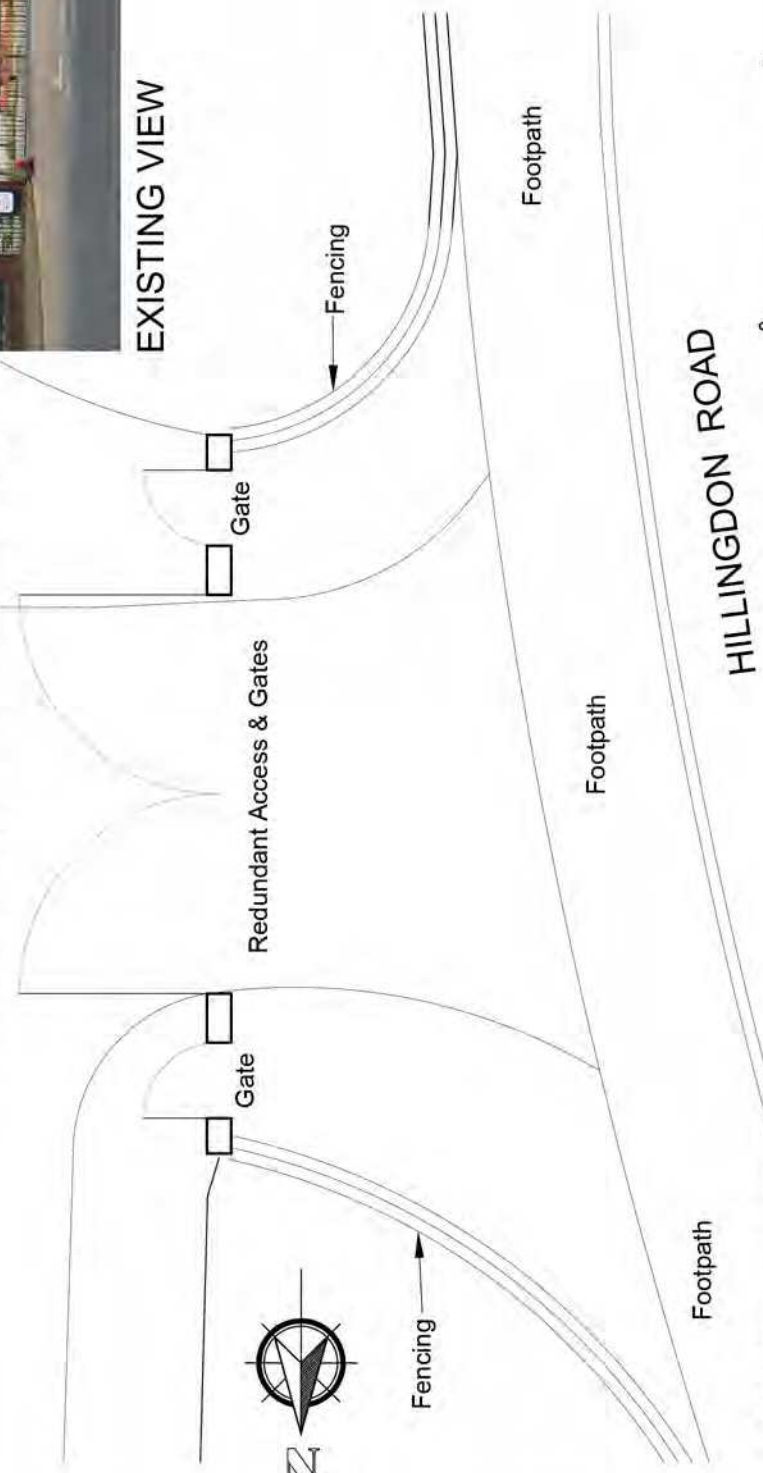 EXISTING VIEW
Fencing
Footpath
Gate
Redundant Access & Gates
Footpath
HILLINGDON ROAD
Gate
Fencing
Footpath
N